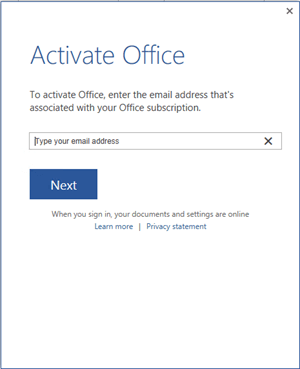 Activate Office
To activate Office, enter the email address that's
associated with your Office subscription.
Type your email address
Next
When you sign in, your documents and settings are online
Learn more | Privacy statement